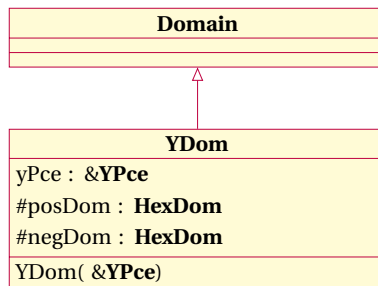 Domain
YDom
yPce : &YPce
#posDom : HexDom
#negDom : HexDom
YDom( &YPce)